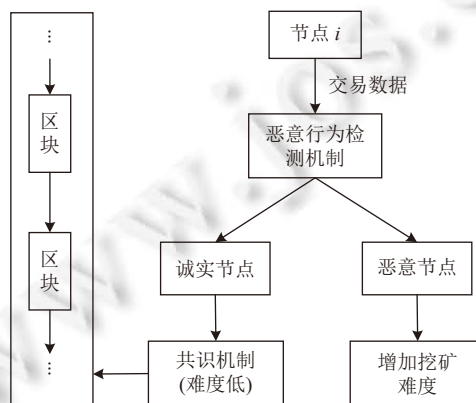 ⋮
区
块
区
块
⋮
节点 i
交易数据
恶意行为检
测机制
诚实节点
恶意节点
共识机制
(难度低)
增加挖矿
难度
www.jos.